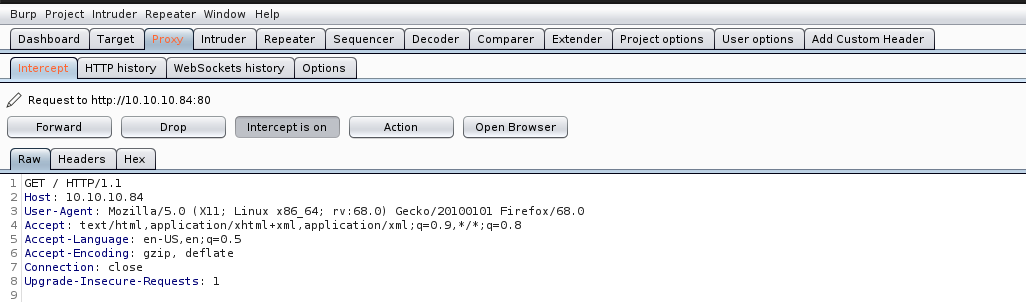 Burp Project Intruder Repeater Window Help
Dashboard Target Proxy Intruder Repeater Sequencer Decoder Comparer Extender Project options User options Add Custom Header
Intercept HTTP history WebSockets history Options
Request to http://10.10.10.84:80
Forward Drop Intercept is on Action Open Browser
Raw Headers Hex
1 GET / HTTP/1.1
2 Host: 10.10.10.84
3 User-Agent: Mozilla/5.0 (X11; Linux x86_64; rv:68.0) Gecko/20100101 Firefox/68.0
4 Accept: text/html,application/xhtml+xml,application/xml;q=0.9,*/*;q=0.8
5 Accept-Language: en-US,en;q=0.5
6 Accept-Encoding: gzip, deflate
7 Connection: close
8 Upgrade-Insecure-Requests: 1
9